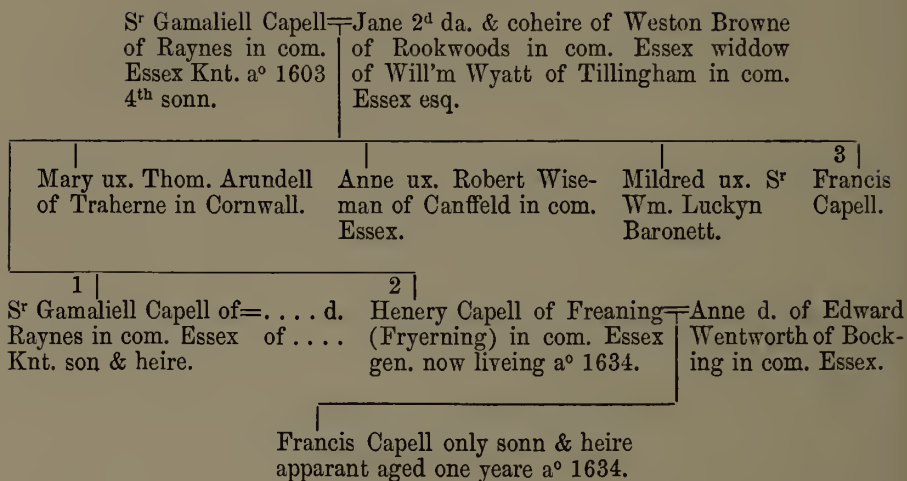 Sr Gamaliell Capell
of Raynes in com.
Essex Knt. ao 1603
4th sonn.
Jane 2d da. & coheire of Weston Browne
of Rookwoods in com. Essex widdow
of Will'm Wyatt of Tillingham in com.
Essex esq.
Mary ux. Thom. Arundell
of Traherne in Cornwall.
Anne ux. Robert Wise-
man of Canffeld in com.
Essex.
Mildred ux. Sr
Wm. Luckyn
Baronett.
3
Francis
Capell.
1
Sr Gamaliell Capell of=. . . . d.
Raynes in com. Essex of . . . .
Knt. son & heire.
2
Henery Capell of Freaning
(Fryerning) in com. Essex
gen. now liveing ao 1634.
Anne d. of Edward
Wentworth of Bock-
ing in com. Essex.
Francis Capell only sonn & heire
apparant aged one yeare ao 1634.